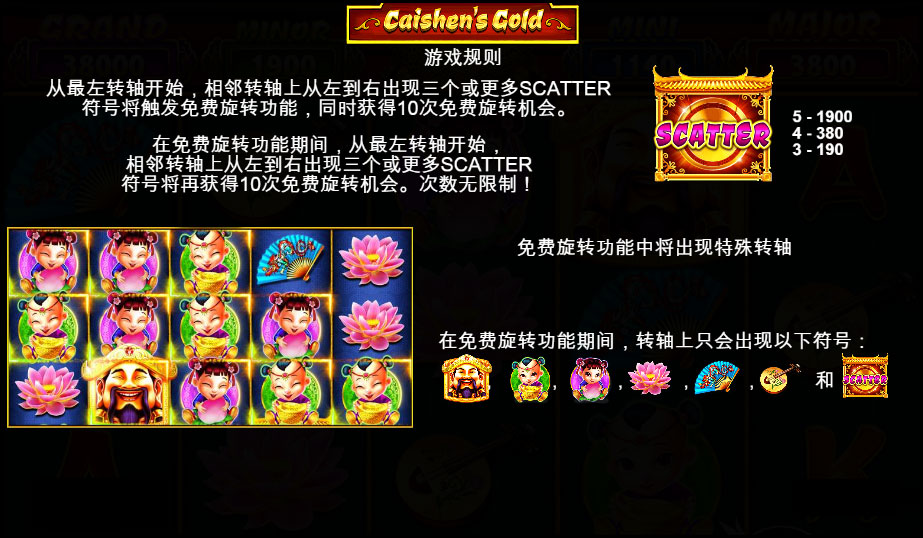 Caishen's Gold
游戏规则
从最左转轴开始，相邻转轴上从左到右出现三个或更多SCATTER
符号将触发免费旋转功能，同时获得10次免费旋转机会。
在免费旋转功能期间，从最左转轴开始，
相邻转轴上从左到右出现三个或更多SCATTER
符号将再获得10次免费旋转机会。次数无限制！
SCATTER
5 - 1900
4 - 380
3 - 190
免费旋转功能中将出现特殊转轴
在免费旋转功能期间，转轴上只会出现以下符号：
, , , , , 和 SCATTER
GRAND
38000
MINOR
MINI
MAJOR
3800
A
K